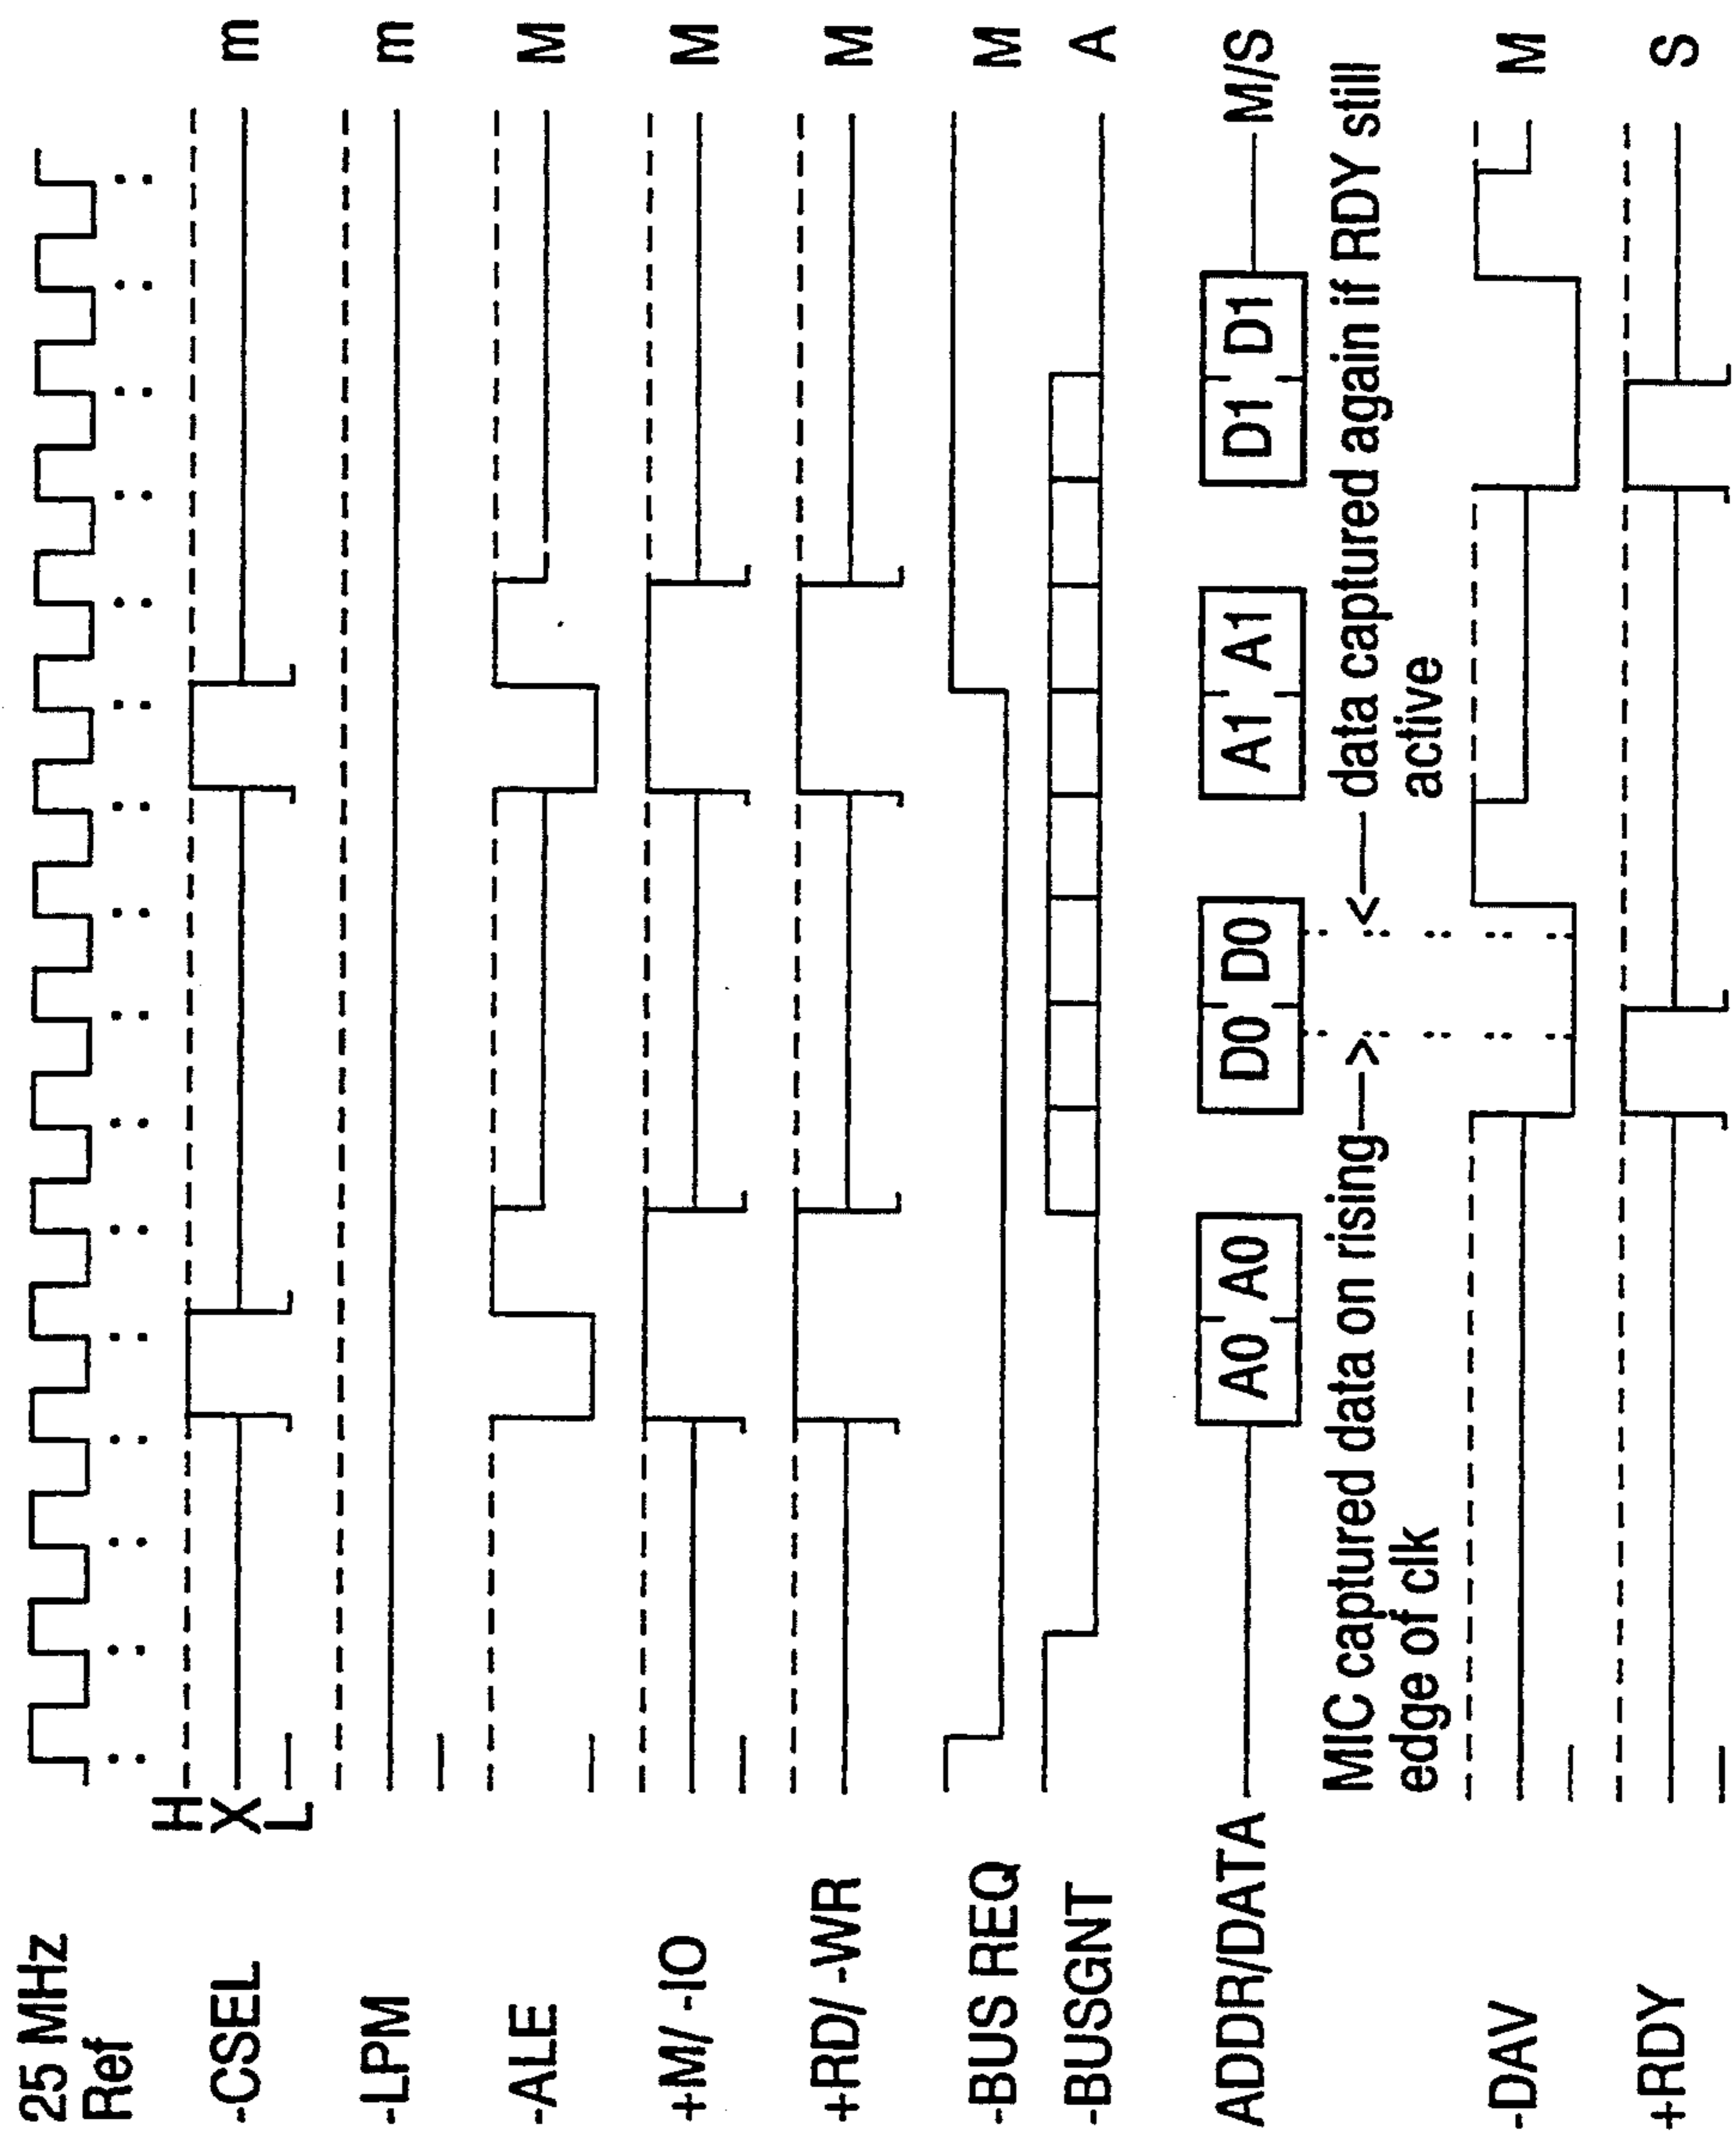 25 MHz
Ref
H
X
L
-CSEL m
-LPM m
-ALE M
+M/ -IO M
+RD/ -WR M
-BUS REQ M
-BUSGNT A
ADDR/DATA A0 A0 D0 D0 A1 A1 D1 D1 M/S
MIC captured data on rising—> <— data captured again if RDY still
edge of clk active
-DAV M
+RDY S